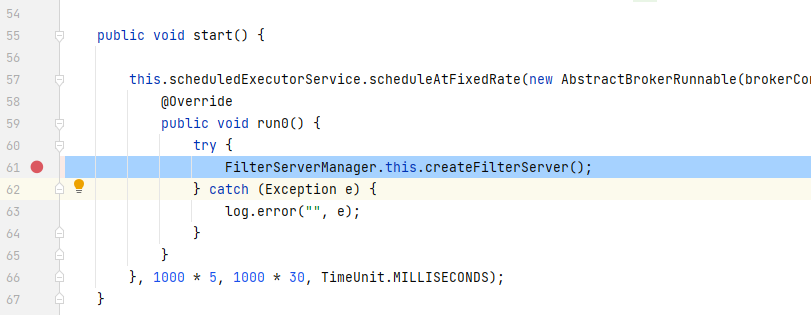 54
55 public void start() {
56
57 this.scheduledExecutorService.scheduleAtFixedRate(new AbstractBrokerRunnable(brokerCon
58 @Override
59 public void run0() {
60 try {
61 FilterServerManager.this.createFilterServer();
62 } catch (Exception e) {
63 log.error("", e);
64 }
65 }
66 }, 1000 * 5, 1000 * 30, TimeUnit.MILLISECONDS);
67 }